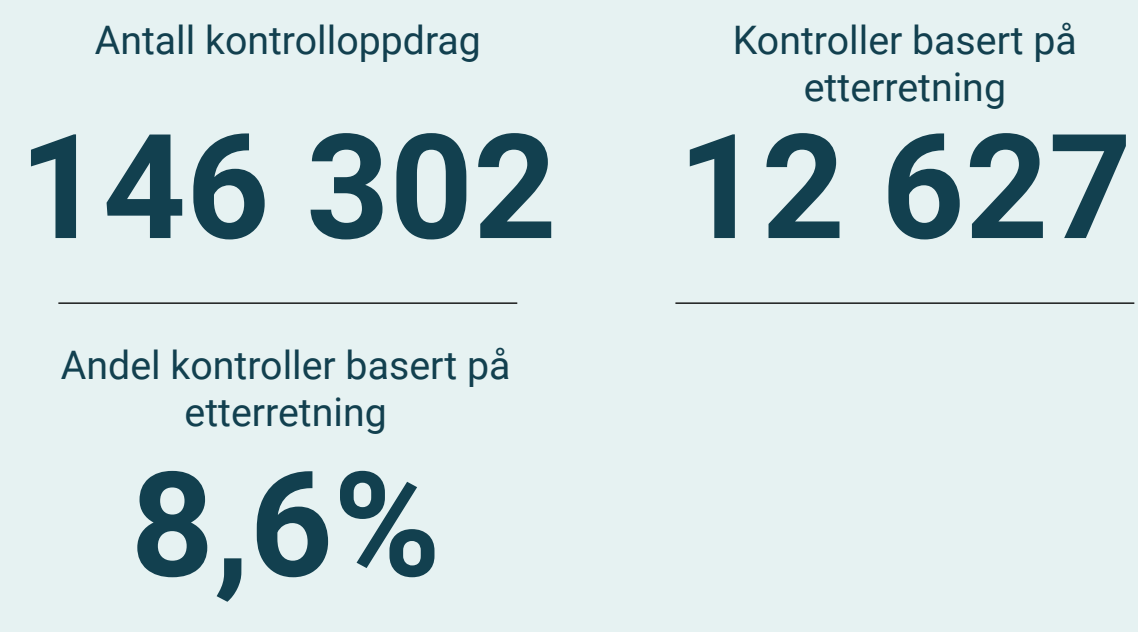 Antall kontrolloppdrag
146 302
Kontroller basert på
etterretning
12 627
Andel kontroller basert på
etterretning
8,6%